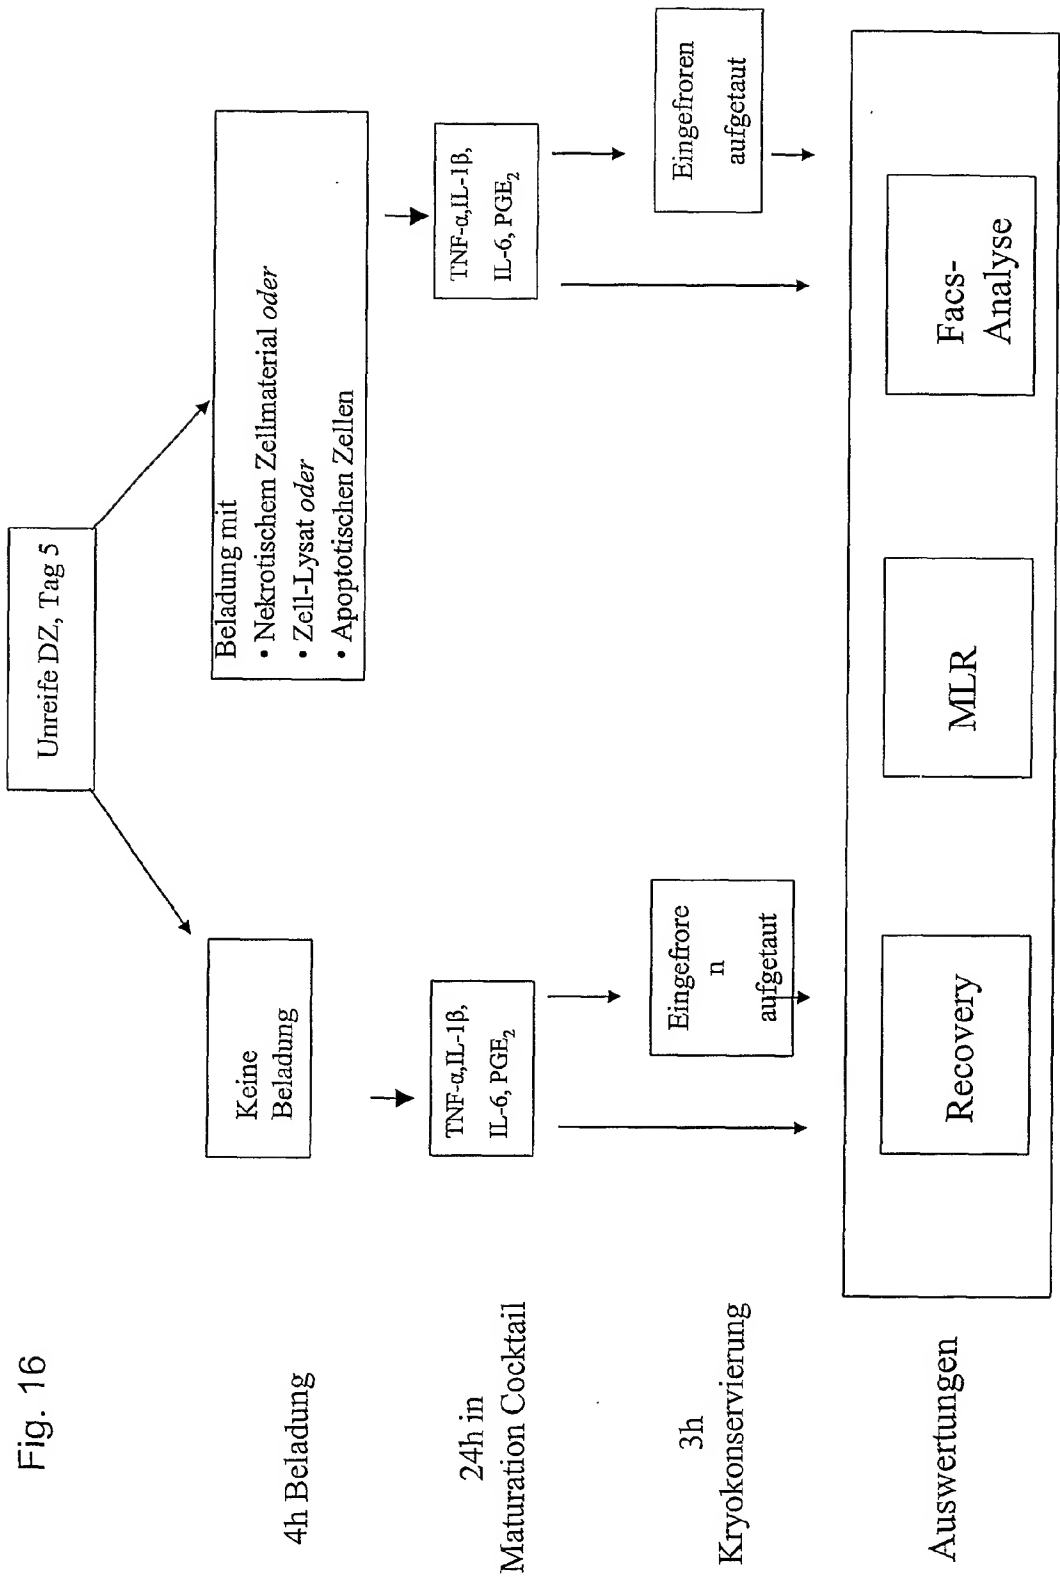 Fig. 16
Unreife DZ, Tag 5
4h Beladung
Keine
Beladung
Beladung mit
• Nekrotischem Zellmaterial oder
• Zell-Lysat oder
• Apoptotischen Zellen
24h in
Maturation Cocktail
TNF-α,IL-1β,
IL-6, PGE₂
TNF-α,IL-1β,
IL-6, PGE₂
3h
Kryokonservierung
Eingefrore
n
aufgetaut
Eingefroren
aufgetaut
Auswertungen
Recovery
MLR
Facs-
Analyse